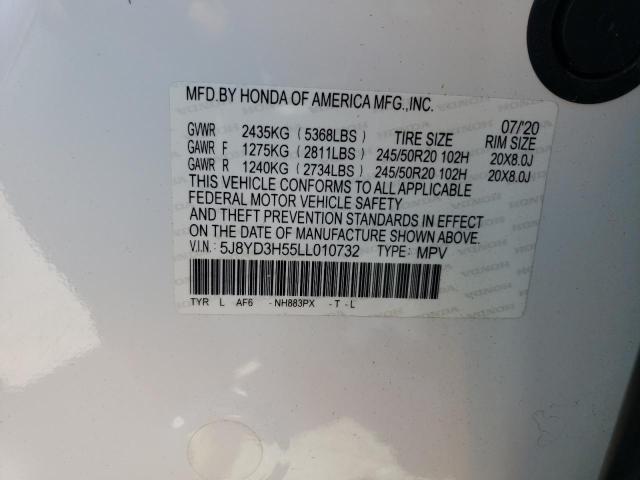 MFD.BY HONDA OF AMERICA MFG.,INC.
07/'20
GVWR 2435KG (5368LBS) TIRE SIZE RIM SIZE
GAWR F 1275KG (2811LBS) 245/50R20 102H 20X8.0J
GAWR R 1240KG (2734LBS) 245/50R20 102H 20X8.0J
THIS VEHICLE CONFORMS TO ALL APPLICABLE
FEDERAL MOTOR VEHICLE SAFETY
AND THEFT PREVENTION STANDARDS IN EFFECT
ON THE DATE OF MANUFACTURE SHOWN ABOVE.
V.I.N.: 5J8YD3H55LL010732 TYPE: MPV
TYR L AF6 -NH883PX -T -L